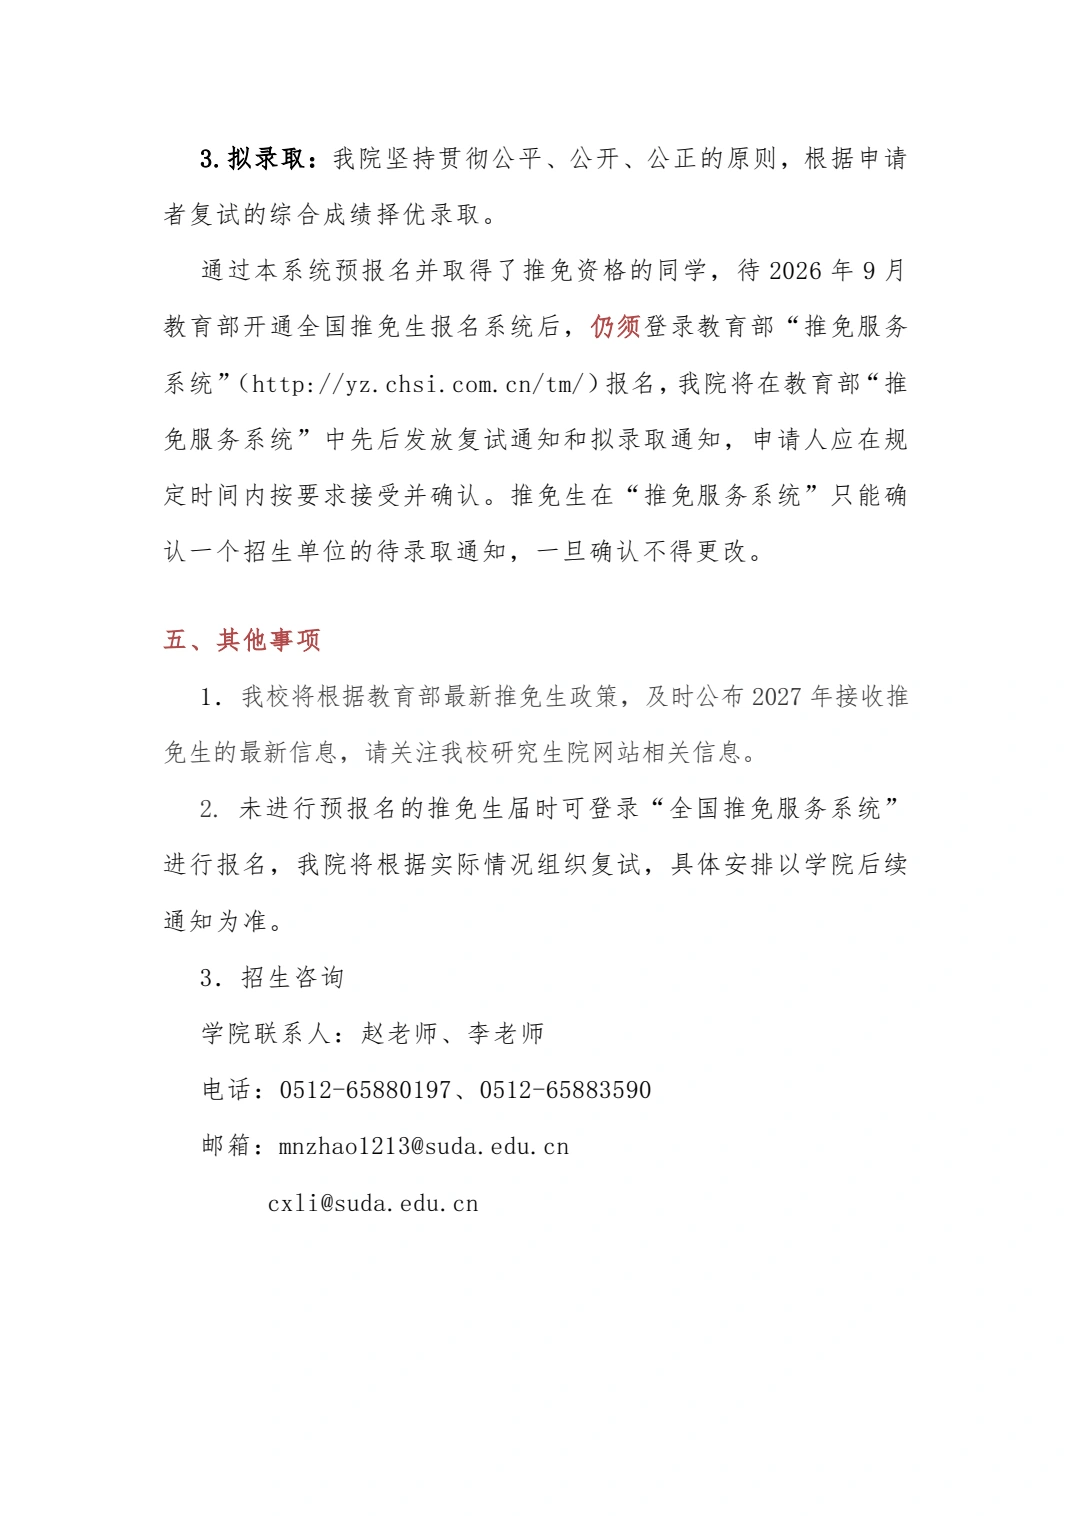 3.拟录取：我院坚持贯彻公平、公开、公正的原则，根据申请
者复试的综合成绩择优录取。
通过本系统预报名并取得了推免资格的同学，待 2026 年 9 月
教育部开通全国推免生报名系统后，仍须登录教育部“推免服务
系统”（http://yz.chsi.com.cn/tm/）报名，我院将在教育部“推
免服务系统”中先后发放复试通知和拟录取通知，申请人应在规
定时间内按要求接受并确认。推免生在“推免服务系统”只能确
认一个招生单位的待录取通知，一旦确认不得更改。
五、其他事项
1. 我校将根据教育部最新推免生政策，及时公布 2027 年接收推
免生的最新信息，请关注我校研究生院网站相关信息。
2. 未进行预报名的推免生届时可登录“全国推免服务系统”
进行报名，我院将根据实际情况组织复试，具体安排以学院后续
通知为准。
3. 招生咨询
学院联系人：赵老师、李老师
电话：0512-65880197、0512-65883590
邮箱：mnzhao1213@suda.edu.cn
cxli@suda.edu.cn